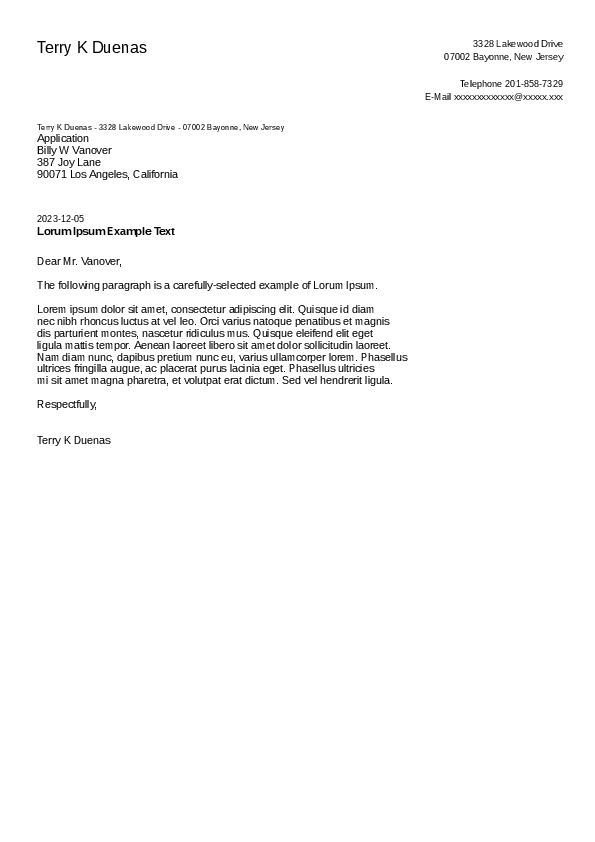 Terry K Duenas
3328 Lakewood Drive
07002 Bayonne, New Jersey
Telephone 201-858-7329
E-Mail xxxxxxxxxxxx@xxxxx.xxx
Terry K Duenas - 3328 Lakewood Drive - 07002 Bayonne, New Jersey
Application
Billy W Vanover
387 Joy Lane
90071 Los Angeles, California
2023-12-05
Lorum Ipsum Example Text
Dear Mr. Vanover,
The following paragraph is a carefully-selected example of Lorum Ipsum.
Lorem ipsum dolor sit amet, consectetur adipiscing elit. Quisque id diam
nec nibh rhoncus luctus at vel leo. Orci varius natoque penatibus et magnis
dis parturient montes, nascetur ridiculus mus. Quisque eleifend elit eget
ligula mattis tempor. Aenean laoreet libero sit amet dolor sollicitudin laoreet.
Nam diam nunc, dapibus pretium nunc eu, varius ullamcorper lorem. Phasellus
ultrices fringilla augue, ac placerat purus lacinia eget. Phasellus ultricies
mi sit amet magna pharetra, et volutpat erat dictum. Sed vel hendrerit ligula.
Respectfully,
Terry K Duenas